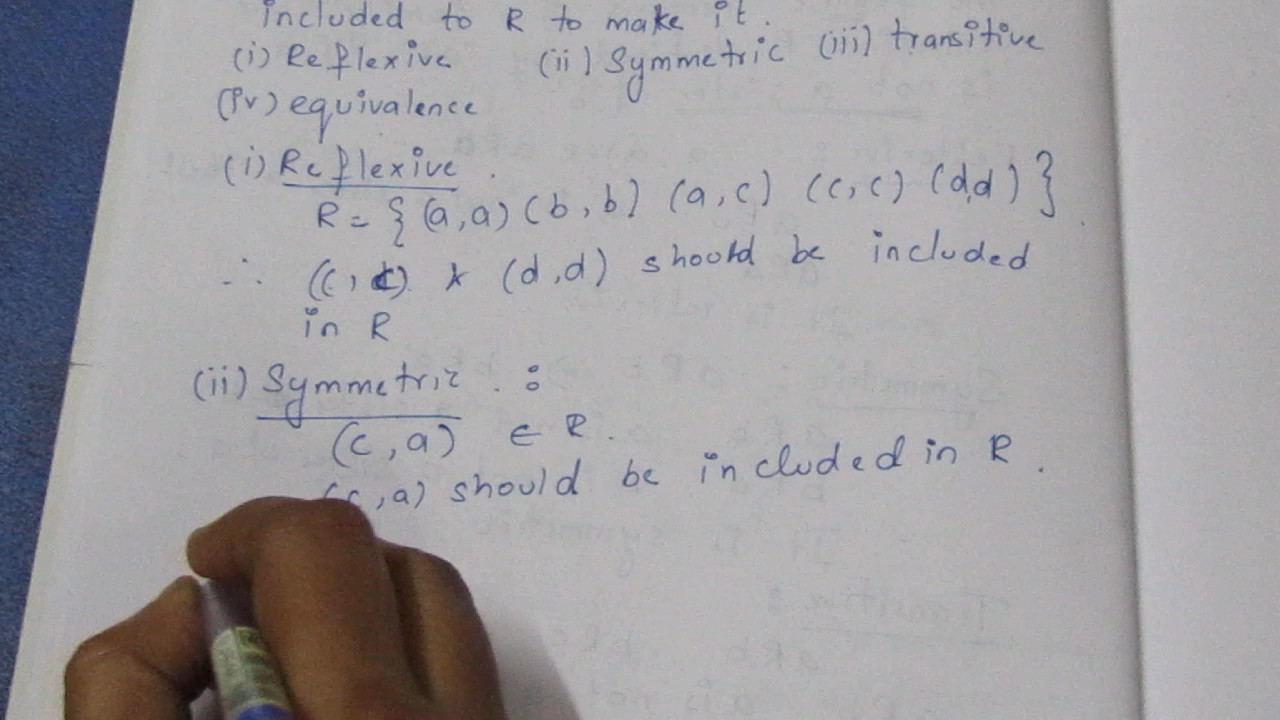 included to R to make it.
(i) Reflexive (ii) Symmetric (iii) transitive
(iv) equivalence
(i) Reflexive.
R = { (a,a) (b,b) (a,c) (c,c) (d,d) }
∴ (c,c) & (d,d) should be included
in R
(ii) Symmetric. :
(c,a) ∈ R.
(c,a) should be included in R.